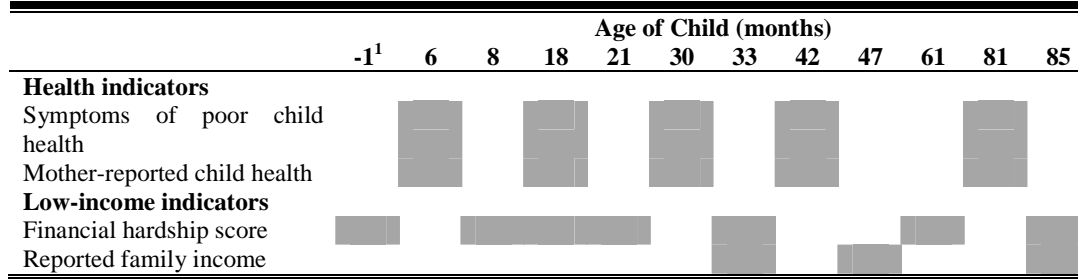 Age of Child (months)
-1¹ 6 8 18 21 30 33 42 47 61 81 85
Health indicators
Symptoms of poor child
health
Mother-reported child health
Low-income indicators
Financial hardship score
Reported family income